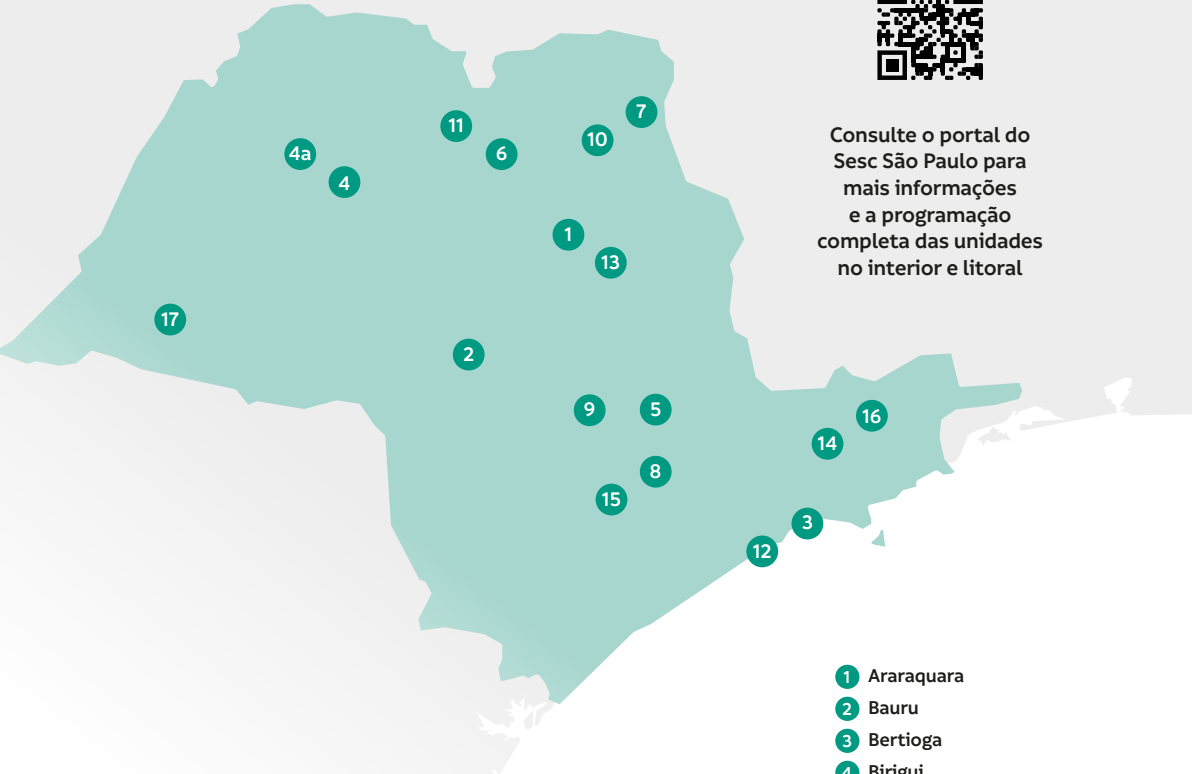 7
11
10
4a
6
4
1
13
17
2
9
5
16
14
8
15
3
12
Consulte o portal do
Sesc São Paulo para
mais informações
e a programação
completa das unidades
no interior e litoral
1 Araraquara
2 Bauru
3 Bertioga
4 Birigui